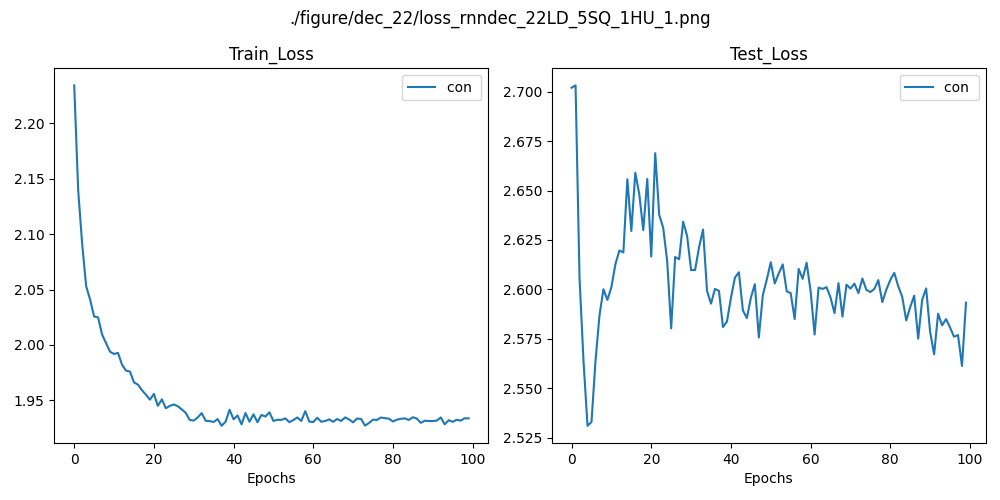 ./figure/dec_22/loss_rnndec_22LD_5SQ_1HU_1.png
Train_Loss
con
2.20
2.15
2.10
2.05
2.00
1.95
0 20 40 60 80 100
Epochs
Test_Loss
con
2.700
2.675
2.650
2.625
2.600
2.575
2.550
2.525
0 20 40 60 80 100
Epochs